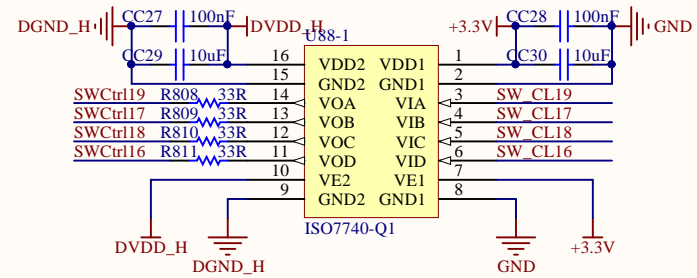 CC27 100nF
DGND_H DVDD_H
CC29 10uF
CC28 100nF
+3.3V GND
CC30 10uF
U88-1
16 VDD2 VDD1 1
15 GND2 GND1 2
SWCtrl19 R808 33R 14 VOA VIA 3 SW_CL19
SWCtrl17 R809 33R 13 VOB VIB 4 SW_CL17
SWCtrl18 R810 33R 12 VOC VIC 5 SW_CL18
SWCtrl16 R811 33R 11 VOD VID 6 SW_CL16
10 VE2 VE1 7
9 GND2 GND1 8
ISO7740-Q1
DVDD_H DGND_H GND +3.3V